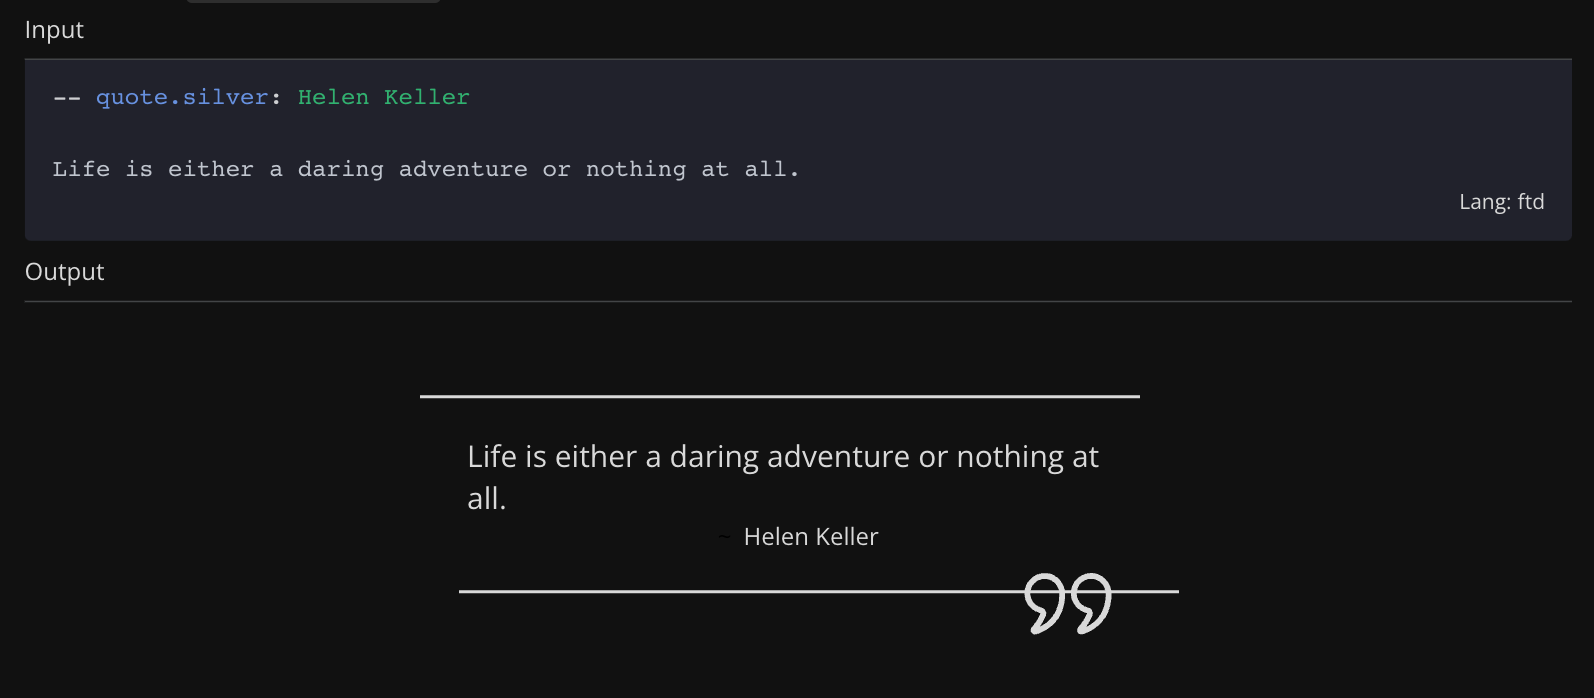 Input
-- quote.silver: Helen Keller
Life is either a daring adventure or nothing at all.
Lang: ftd
Output
Life is either a daring adventure or nothing at
all.
~ Helen Keller